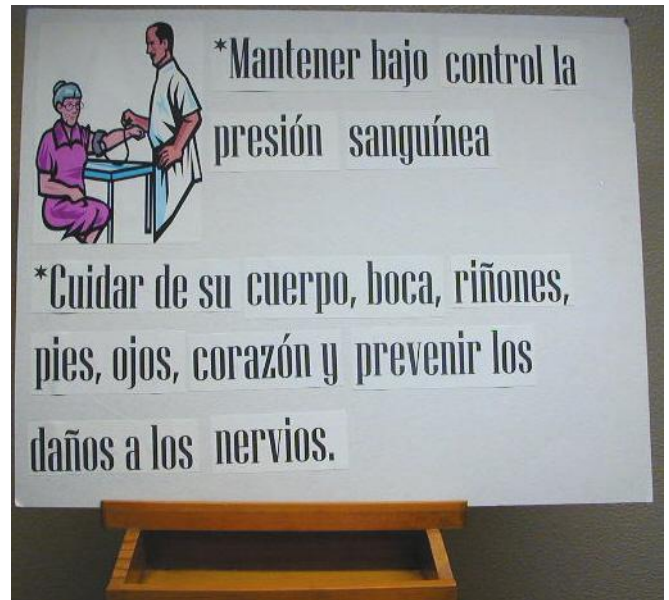 *Mantener bajo control la
presión sanguínea
*Cuidar de su cuerpo, boca, riñones,
pies, ojos, corazón y prevenir los
daños a los nervios.